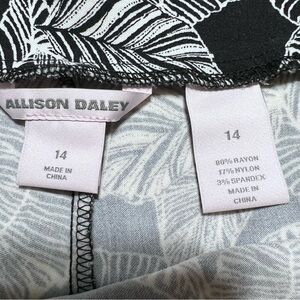 ALLISON DALEY
14
MADE IN
CHINA
14
80% RAYON
17% NYLON
3% SPANDEX
MADE IN
CHINA